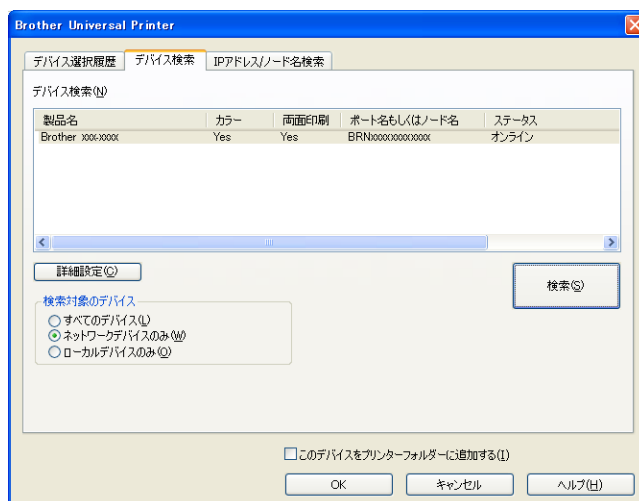 Brother Universal Printer
デバイス選択履歴 デバイス検索 IPアドレス/ノード名検索
デバイス検索(N)
製品名 カラー 両面印刷 ポート名もしくはノード名 ステータス
Brother xxx-xxxx Yes Yes BRNxxxxxxxxxxxx オンライン
詳細設定(C)
検索(S)
検索対象のデバイス
すべてのデバイス(L)
ネットワークデバイスのみ(W)
ローカルデバイスのみ(O)
このデバイスをプリンターフォルダーに追加する(I)
OK キャンセル ヘルプ(H)